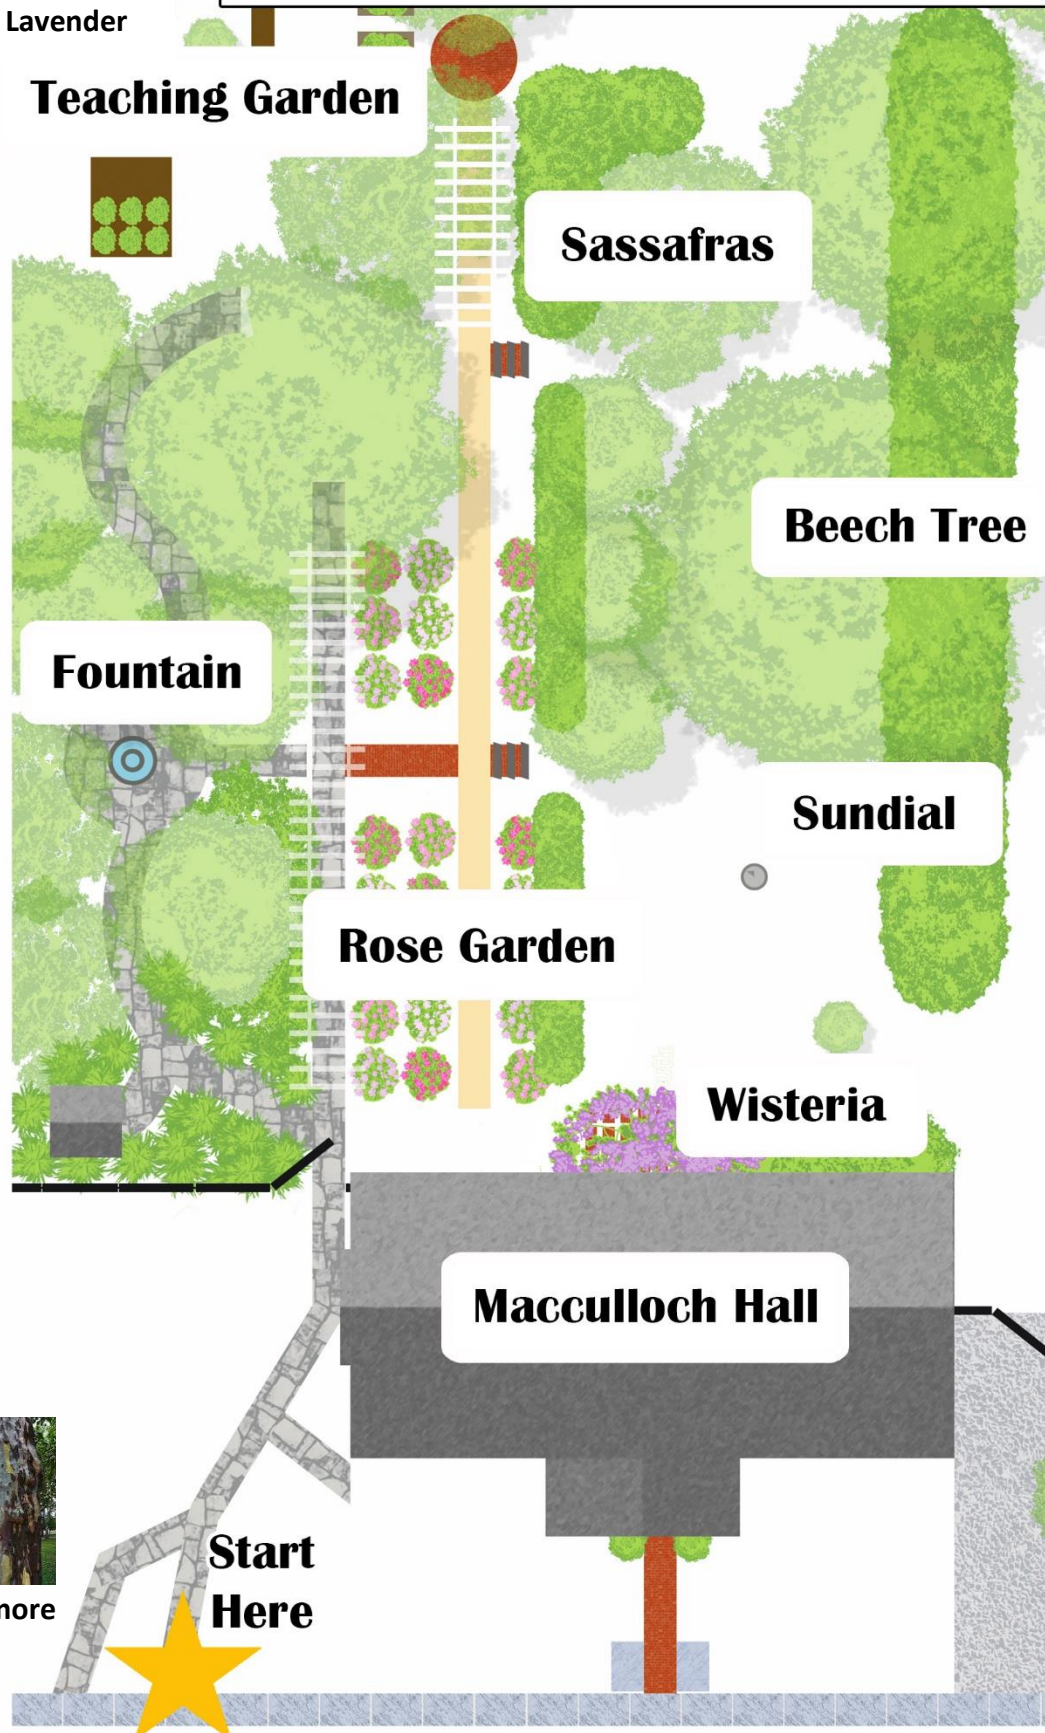 Lavender
Teaching Garden
Sassafras
Beech Tree
Fountain
Sundial
Rose Garden
Wisteria
Macculloch Hall
Start
Here